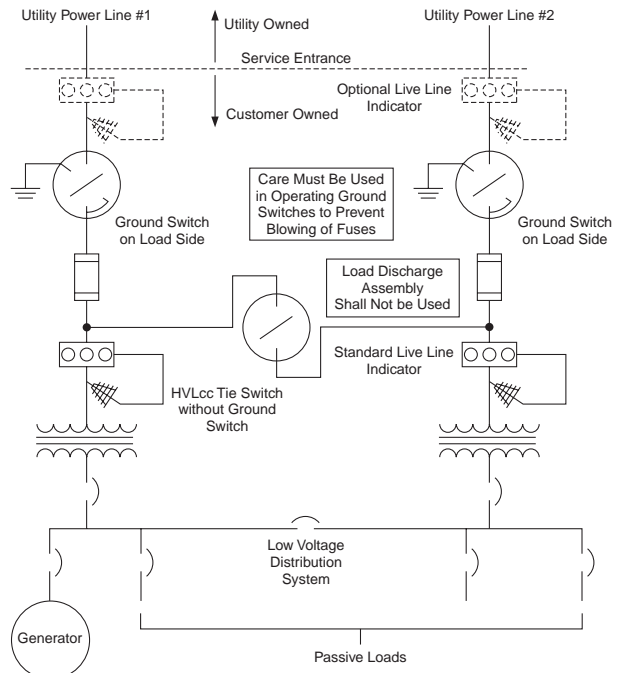 Utility Power Line #1
Utility Owned
Utility Power Line #2
Service Entrance
Customer Owned
Optional Live Line
Indicator
Care Must Be Used
in Operating Ground
Switches to Prevent
Blowing of Fuses
Ground Switch
on Load Side
Ground Switch
on Load Side
Load Discharge
Assembly
Shall Not be Used
HVLcc Tie Switch
without Ground
Switch
Standard Live Line
Indicator
Low Voltage
Distribution
System
Generator
Passive Loads